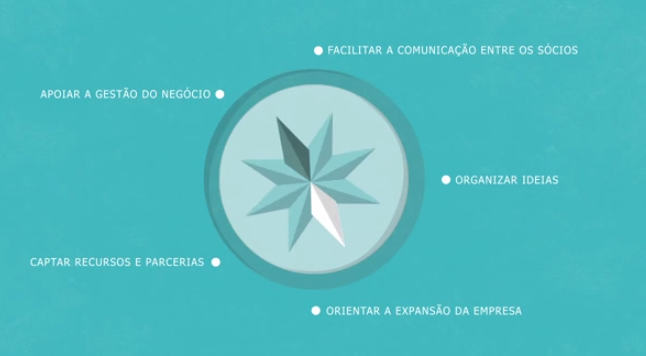 FACILITAR A COMUNICAÇÃO ENTRE OS SÓCIOS
APOIAR A GESTÃO DO NEGÓCIO
ORGANIZAR IDEIAS
CAPTAR RECURSOS E PARCERIAS
ORIENTAR A EXPANSÃO DA EMPRESA